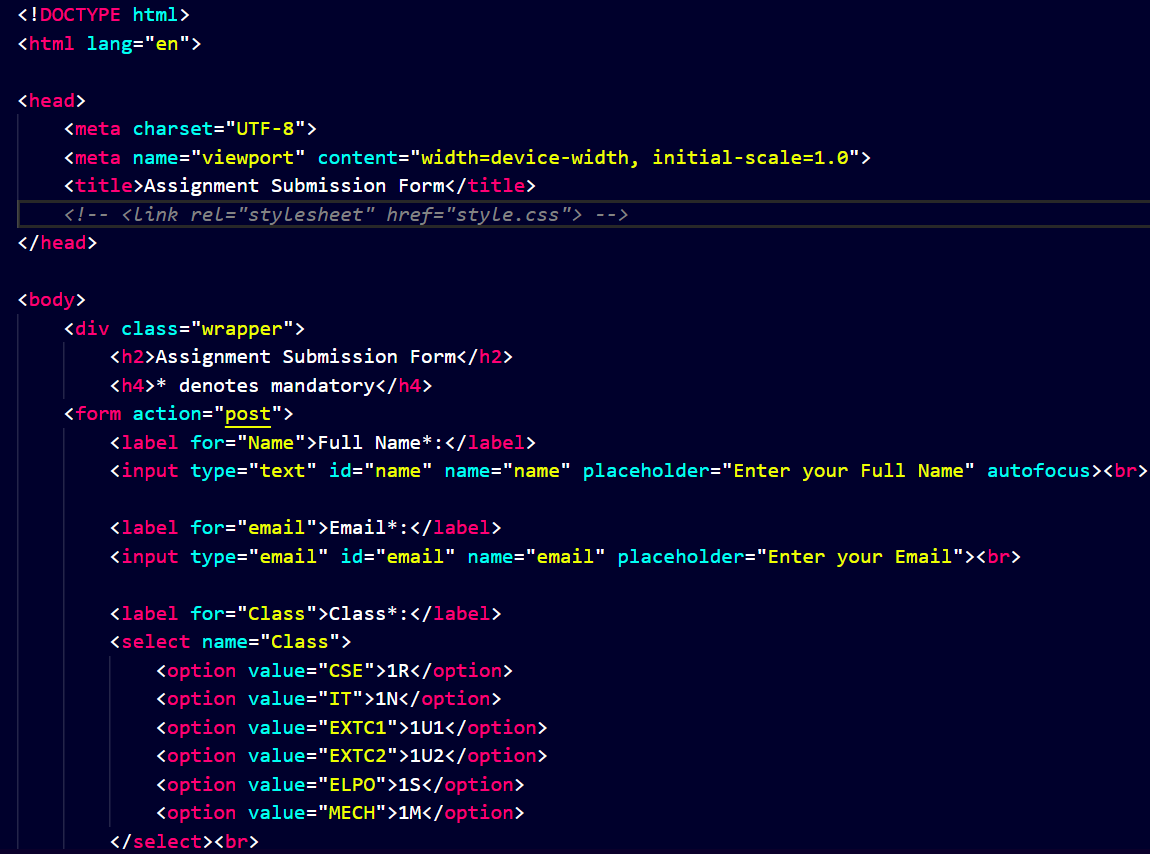 <!DOCTYPE html>
<html lang="en">
<head>
<meta charset="UTF-8">
<meta name="viewport" content="width=device-width, initial-scale=1.0">
<title>Assignment Submission Form</title>
<!-- <link rel="stylesheet" href="style.css"> -->
</head>
<body>
<div class="wrapper">
<h2>Assignment Submission Form</h2>
<h4>* denotes mandatory</h4>
<form action="post">
<label for="Name">Full Name*:</label>
<input type="text" id="name" name="name" placeholder="Enter your Full Name" autofocus><br>
<label for="email">Email*:</label>
<input type="email" id="email" name="email" placeholder="Enter your Email"><br>
<label for="Class">Class*:</label>
<select name="Class">
<option value="CSE">1R</option>
<option value="IT">1N</option>
<option value="EXTC1">1U1</option>
<option value="EXTC2">1U2</option>
<option value="ELPO">1S</option>
<option value="MECH">1M</option>
</select><br>